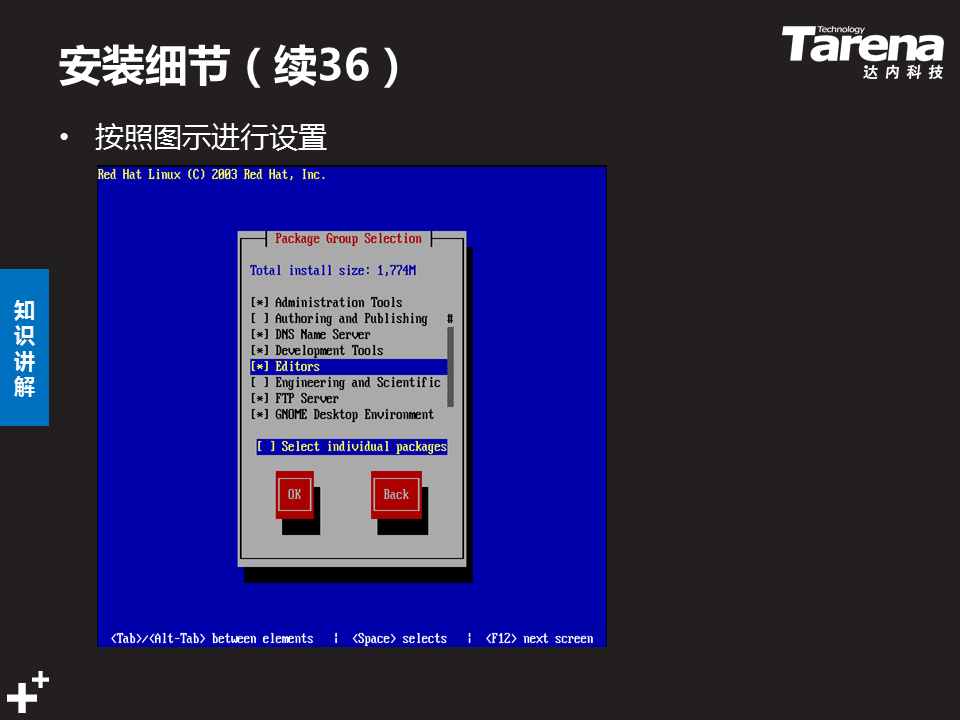 安装细节（续36）
Technology
Tarena
达内科技
• 按照图示进行设置
Red Hat Linux (C) 2003 Red Hat, Inc.
Package Group Selection
Total install size: 1,774M
[*] Administration Tools
[ ] Authoring and Publishing #
[*] DNS Name Server
[*] Development Tools
[*] Editors
[ ] Engineering and Scientific
[*] FTP Server
[*] GNOME Desktop Environment
[ ] Select individual packages
OK Back
<Tab>/<Alt-Tab> between elements | <Space> selects | <F12> next screen
知识讲解